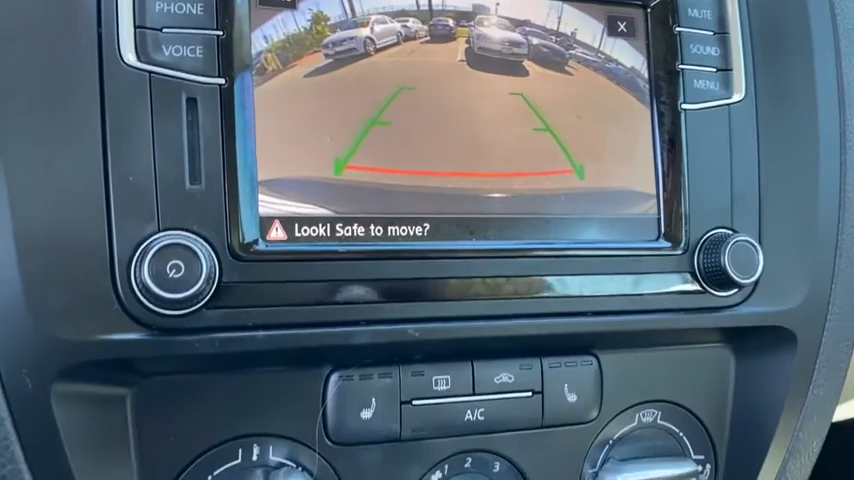 PHONE
VOICE
MUTE
SOUND
MENU
X
Look! Safe to move?
A/C
1 2 3